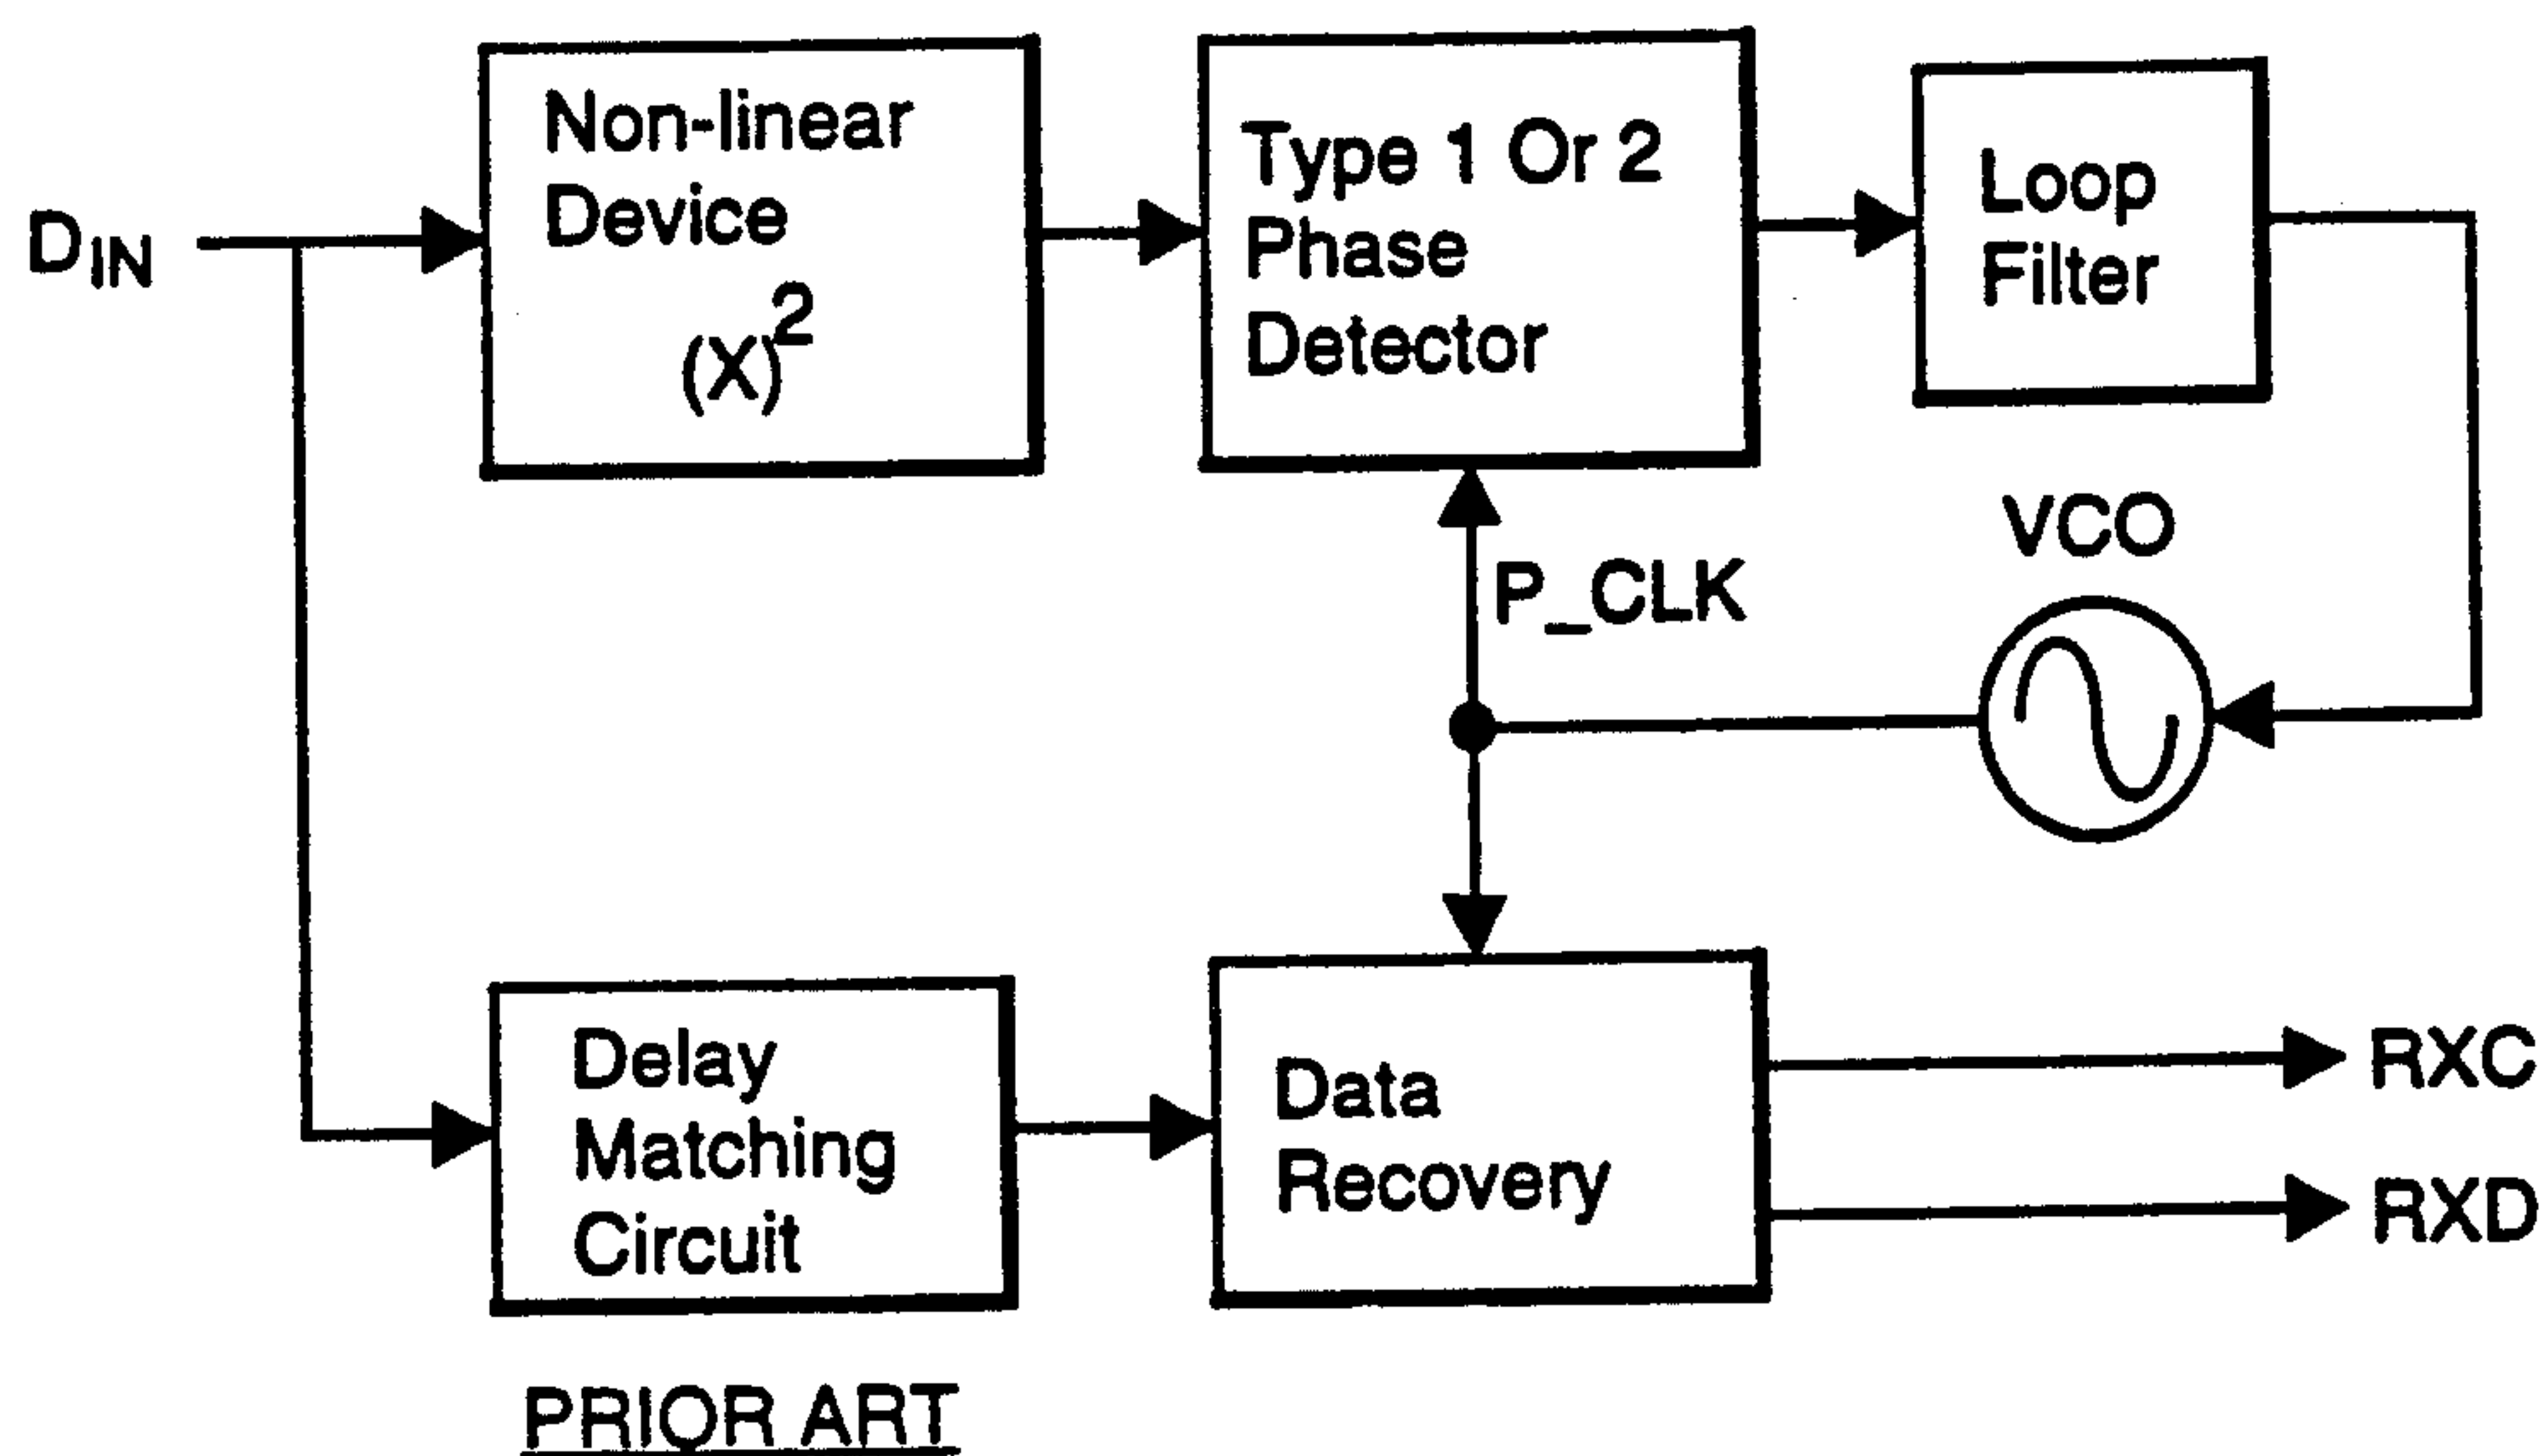 D_IN
Non-linear
Device
(X)^2
Type 1 Or 2
Phase
Detector
Loop
Filter
P_CLK
VCO
Delay
Matching
Circuit
Data
Recovery
RXC
RXD
PRIOR ART